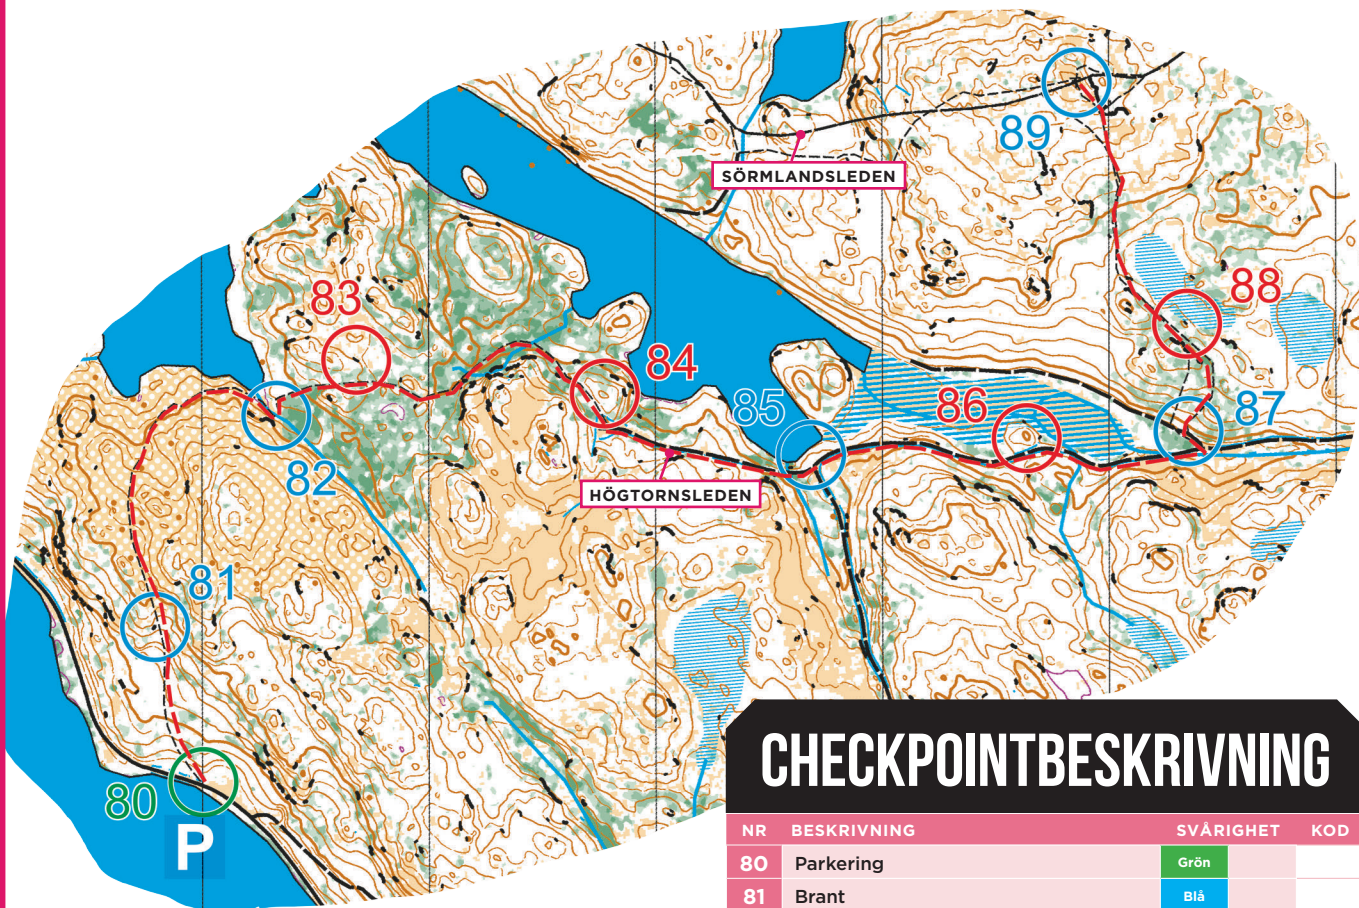 89
SÖRMLANDSLEDEN
88
83
84
85
86
87
82
HÖGTORNSLEDEN
81
80
P
CHECKPOINTBESKRIVNING
NR BESKRIVNING SVÅRIGHET KOD
80 Parkering Grön
81 Brant Blå